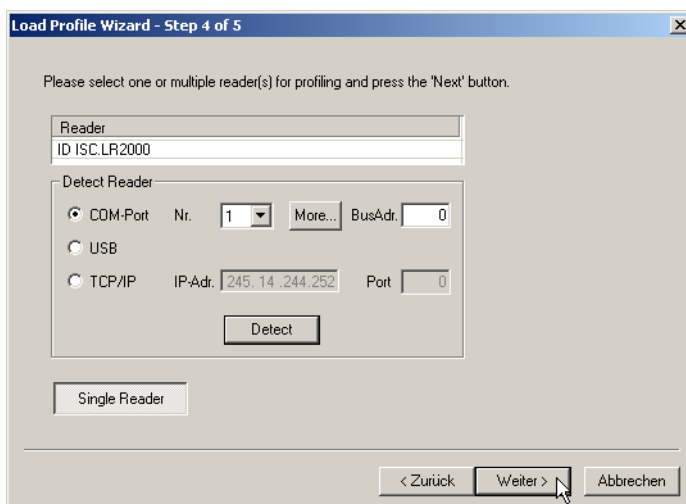 Load Profile Wizard - Step 4 of 5
Please select one or multiple reader(s) for profiling and press the 'Next' button.
Reader
ID ISC.LR2000
Detect Reader
COM-Port Nr. 1 More... BusAdr. 0
USB
TCP/IP IP-Adr. 245. 14 .244.252 Port 0
Detect
Single Reader
< Zurück Weiter > Abbrechen